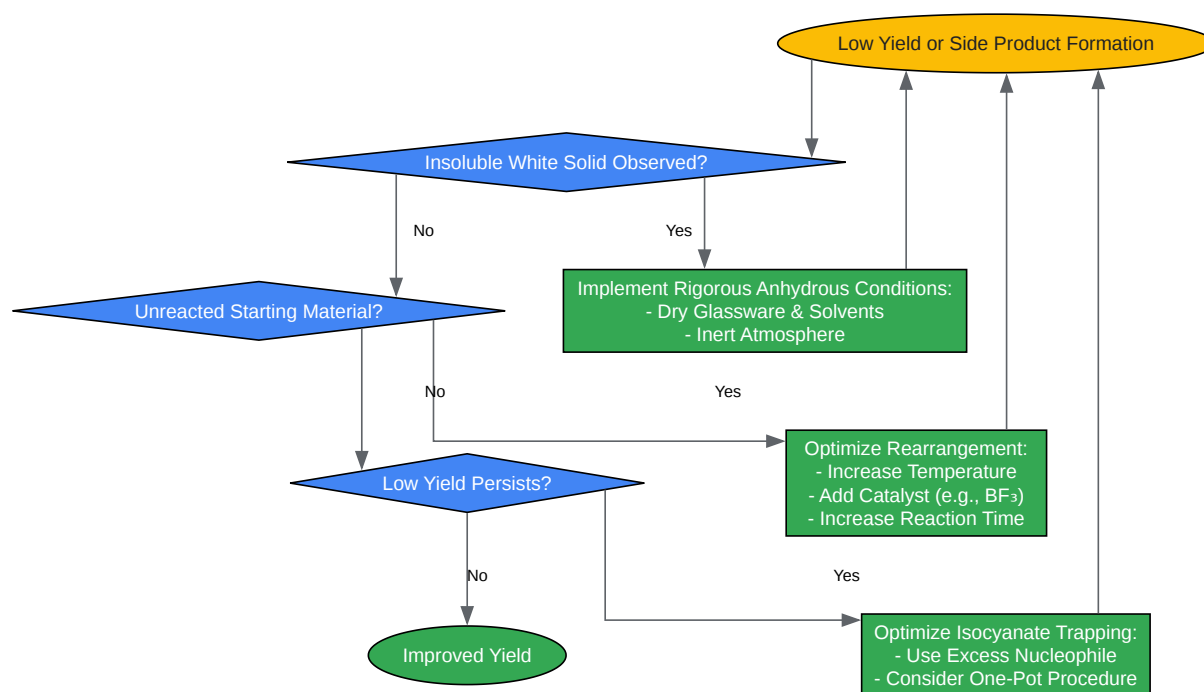 Low Yield or Side Product Formation
Insoluble White Solid Observed?
No
Yes
Implement Rigorous Anhydrous Conditions:
- Dry Glassware & Solvents
- Inert Atmosphere
Unreacted Starting Material?
No
Yes
Optimize Rearrangement:
- Increase Temperature
- Add Catalyst (e.g., BF₃)
- Increase Reaction Time
Low Yield Persists?
No
Yes
Improved Yield
Optimize Isocyanate Trapping:
- Use Excess Nucleophile
- Consider One-Pot Procedure